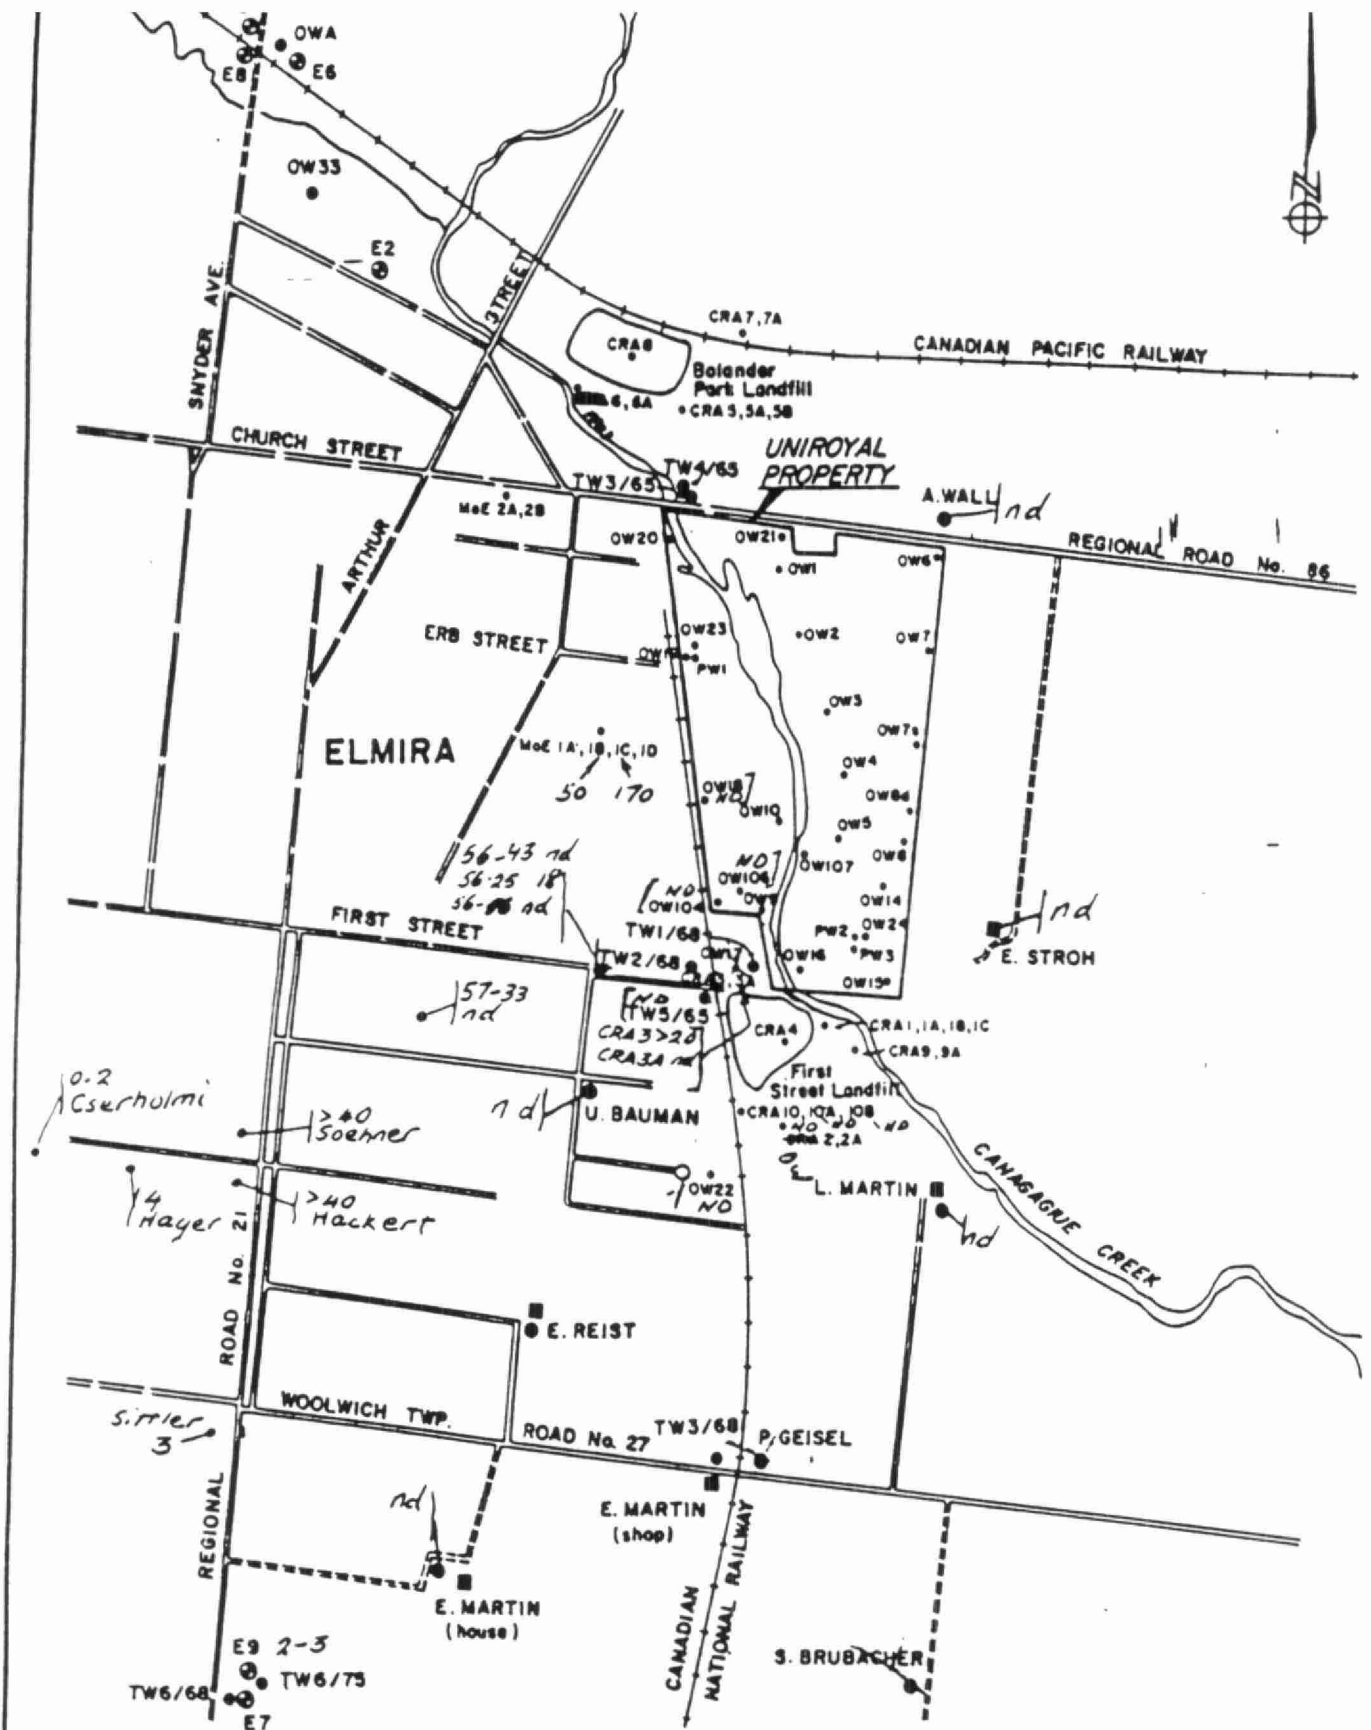 OWA
E8
E6
N
OW33
E2
STREET
SNYDER AVE.
CRA7,7A
CANADIAN PACIFIC RAILWAY
CRA8
Bolander
Park Landfill
6,6A
CRA5,5A,5B
CHURCH STREET
UNIROYAL
PROPERTY
TW4/65
TW3/65
A.WALL
nd
MoE 2A,2B
REGIONAL ROAD No. 86
OW20
OW21
OW1
OW6
ARTHUR
ERB STREET
OW23
OW2
OW7
PW1
OW3
ELMIRA
MoE 1A,1B,1C,1D
50 170
OW7s
OW4
OW18
ND
OW10
OW8d
OW5
OW8
56-43 nd
56-25 18
nd
ND
OW107
OW106
OW14
ND
OW104
FIRST STREET
TW1/68
PW2
OW24
PW3
nd
E. STROH
TW2/68
OW16
OW15
57-33
nd
ND
TW5/65
CRA3>20
CRA3A nd
CRA4
CRA1,1A,1B,1C
CRA9,9A
First
Street Landfill
0.2
Cserholmi
>40
Soehner
nd
U. BAUMAN
CRA10,10A,10B
ND ND ND
CRA 2,2A
4
Hayer
>40
Hackert
OW22
ND
L. MARTIN
nd
CANAGAGIUE CREEK
REGIONAL ROAD No. 21
E. REIST
WOOLWICH TWP. ROAD No. 27
Sittler
3
TW3/68
P. GEISEL
E. MARTIN
(shop)
nd
E. MARTIN
(house)
CANADIAN
NATIONAL RAILWAY
E9 2-3
TW6/75
TW6/68
E7
S. BRUBACHER